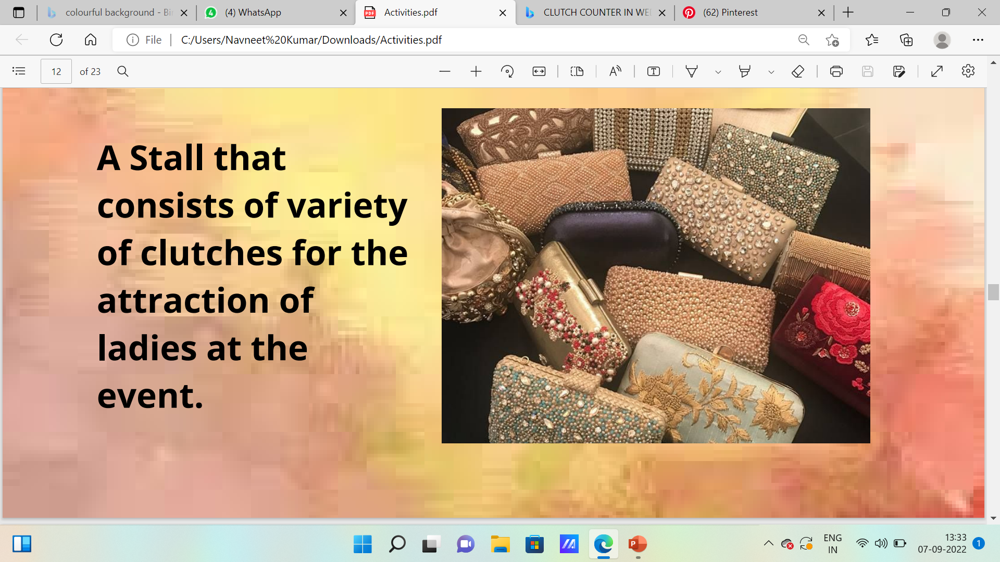 colourful background - Bi
(4) WhatsApp
Activities.pdf
CLUTCH COUNTER IN WE
(62) Pinterest
File
C:/Users/Navneet%20Kumar/Downloads/Activities.pdf
12 of 23
A Stall that
consists of variety
of clutches for the
attraction of
ladies at the
event.
ENG
IN
13:33
07-09-2022
1